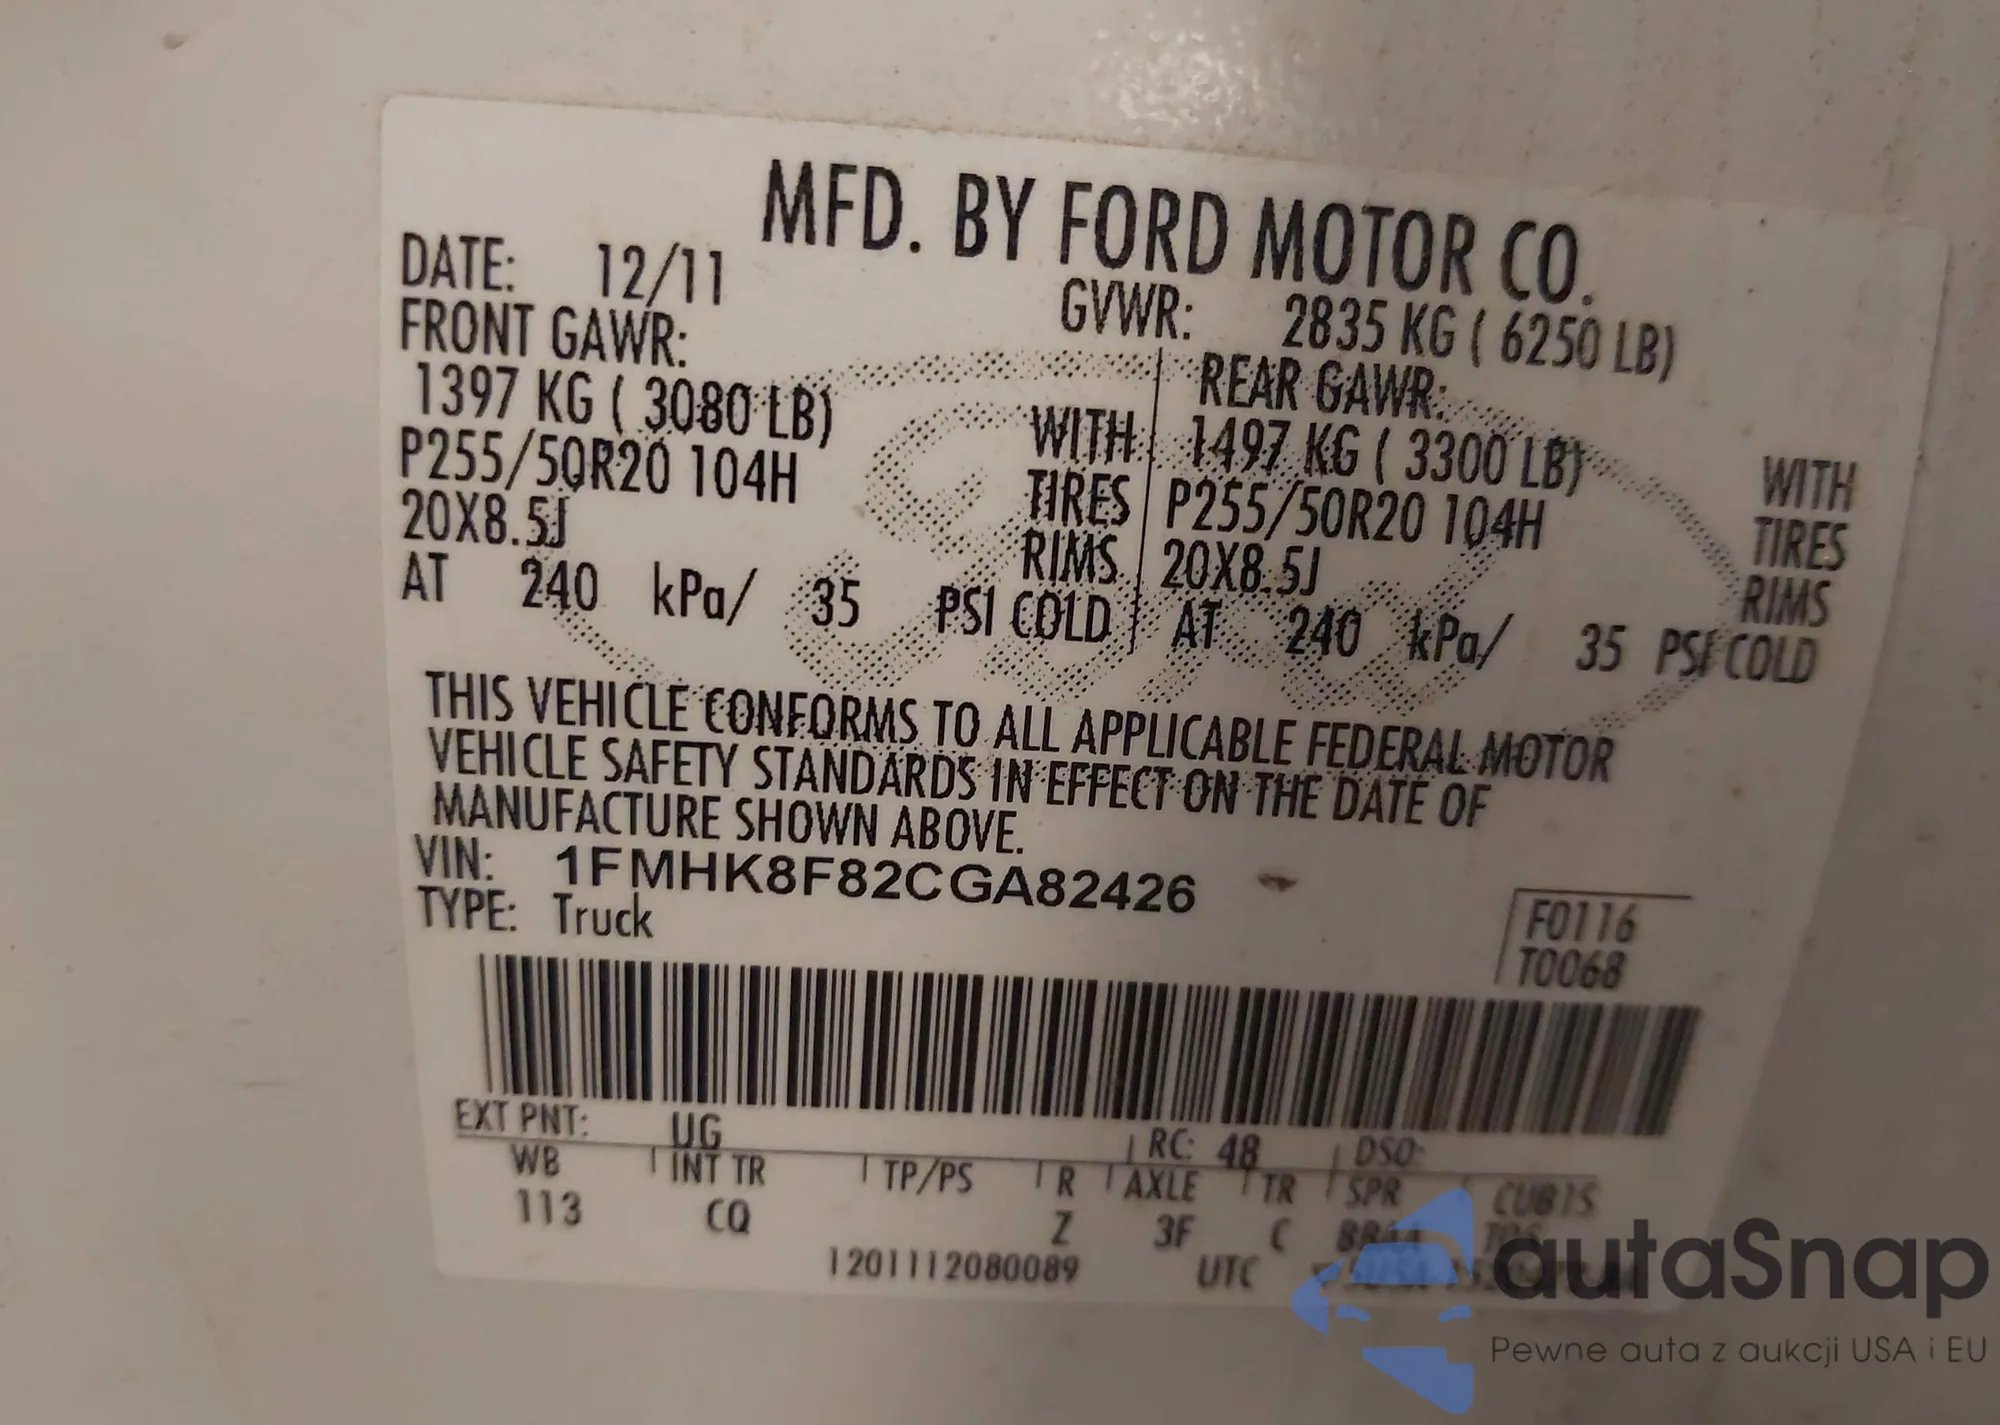 MFD. BY FORD MOTOR CO.
DATE: 12/11
GVWR: 2835 KG ( 6250 LB)
FRONT GAWR:
1397 KG ( 3080 LB) WITH
P255/50R20 104H TIRES
20X8.5J RIMS
AT 240 kPa/ 35 PSI COLD
REAR GAWR:
1497 KG ( 3300 LB) WITH
P255/50R20 104H TIRES
20X8.5J RIMS
AT 240 kPa/ 35 PSI COLD
THIS VEHICLE CONFORMS TO ALL APPLICABLE FEDERAL MOTOR
VEHICLE SAFETY STANDARDS IN EFFECT ON THE DATE OF
MANUFACTURE SHOWN ABOVE.
VIN: 1FMHK8F82CGA82426
TYPE: Truck
F0116
T0068
EXT PNT: UG RC: 48 DSO:
WB INT TR TP/PS R AXLE TR SPR
113 CQ Z 3F C
1201112080089 UTC
autaSnap
Pewne auta z aukcji USA i EU